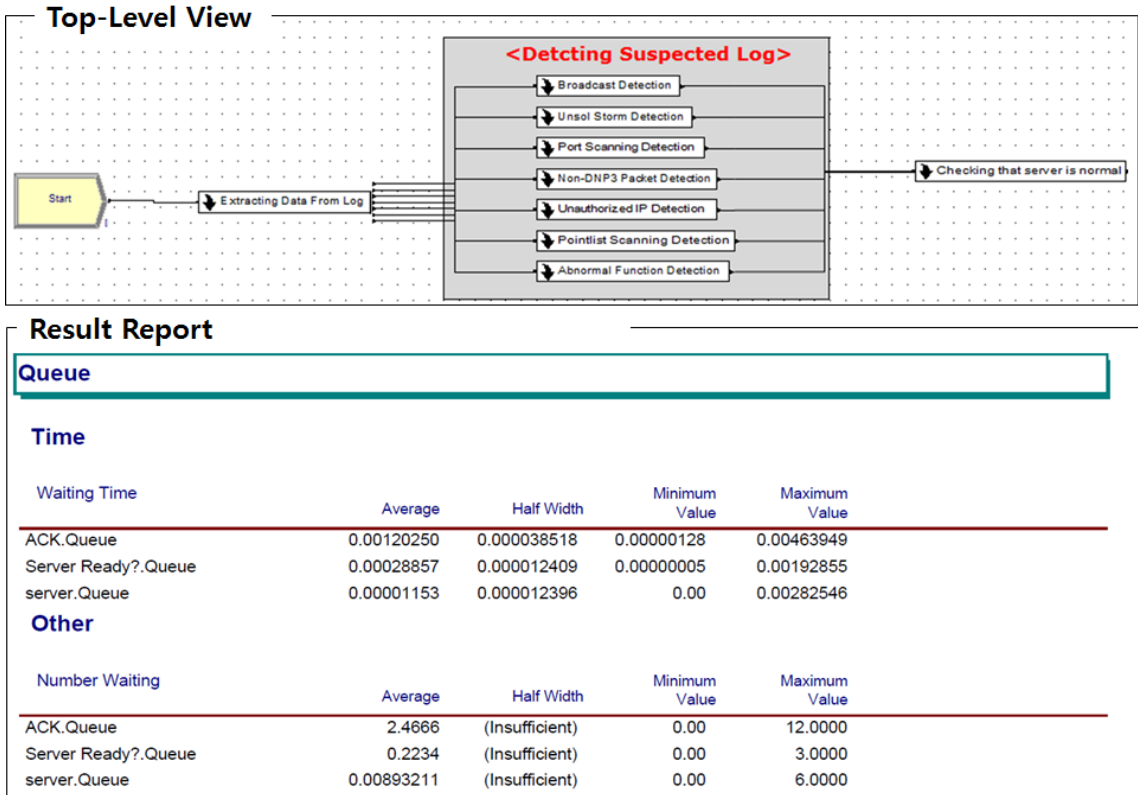 Top-Level View
<Detcting Suspected Log>
Broadcast Detection
Unsol Storm Detection
Port Scanning Detection
Non-DNP3 Packet Detection
Unauthorized IP Detection
Pointlist Scanning Detection
Abnormal Function Detection
Start
Extracting Data From Log
Checking that server is normal
Result Report
Queue
Time
Waiting Time Average Half Width Minimum Value Maximum Value
ACK.Queue 0.00120250 0.000038518 0.00000128 0.00463949
Server Ready?.Queue 0.00028857 0.000012409 0.00000005 0.00192855
server.Queue 0.00001153 0.000012396 0.00 0.00282546
Other
Number Waiting Average Half Width Minimum Value Maximum Value
ACK.Queue 2.4666 (Insufficient) 0.00 12.0000
Server Ready?.Queue 0.2234 (Insufficient) 0.00 3.0000
server.Queue 0.00893211 (Insufficient) 0.00 6.0000